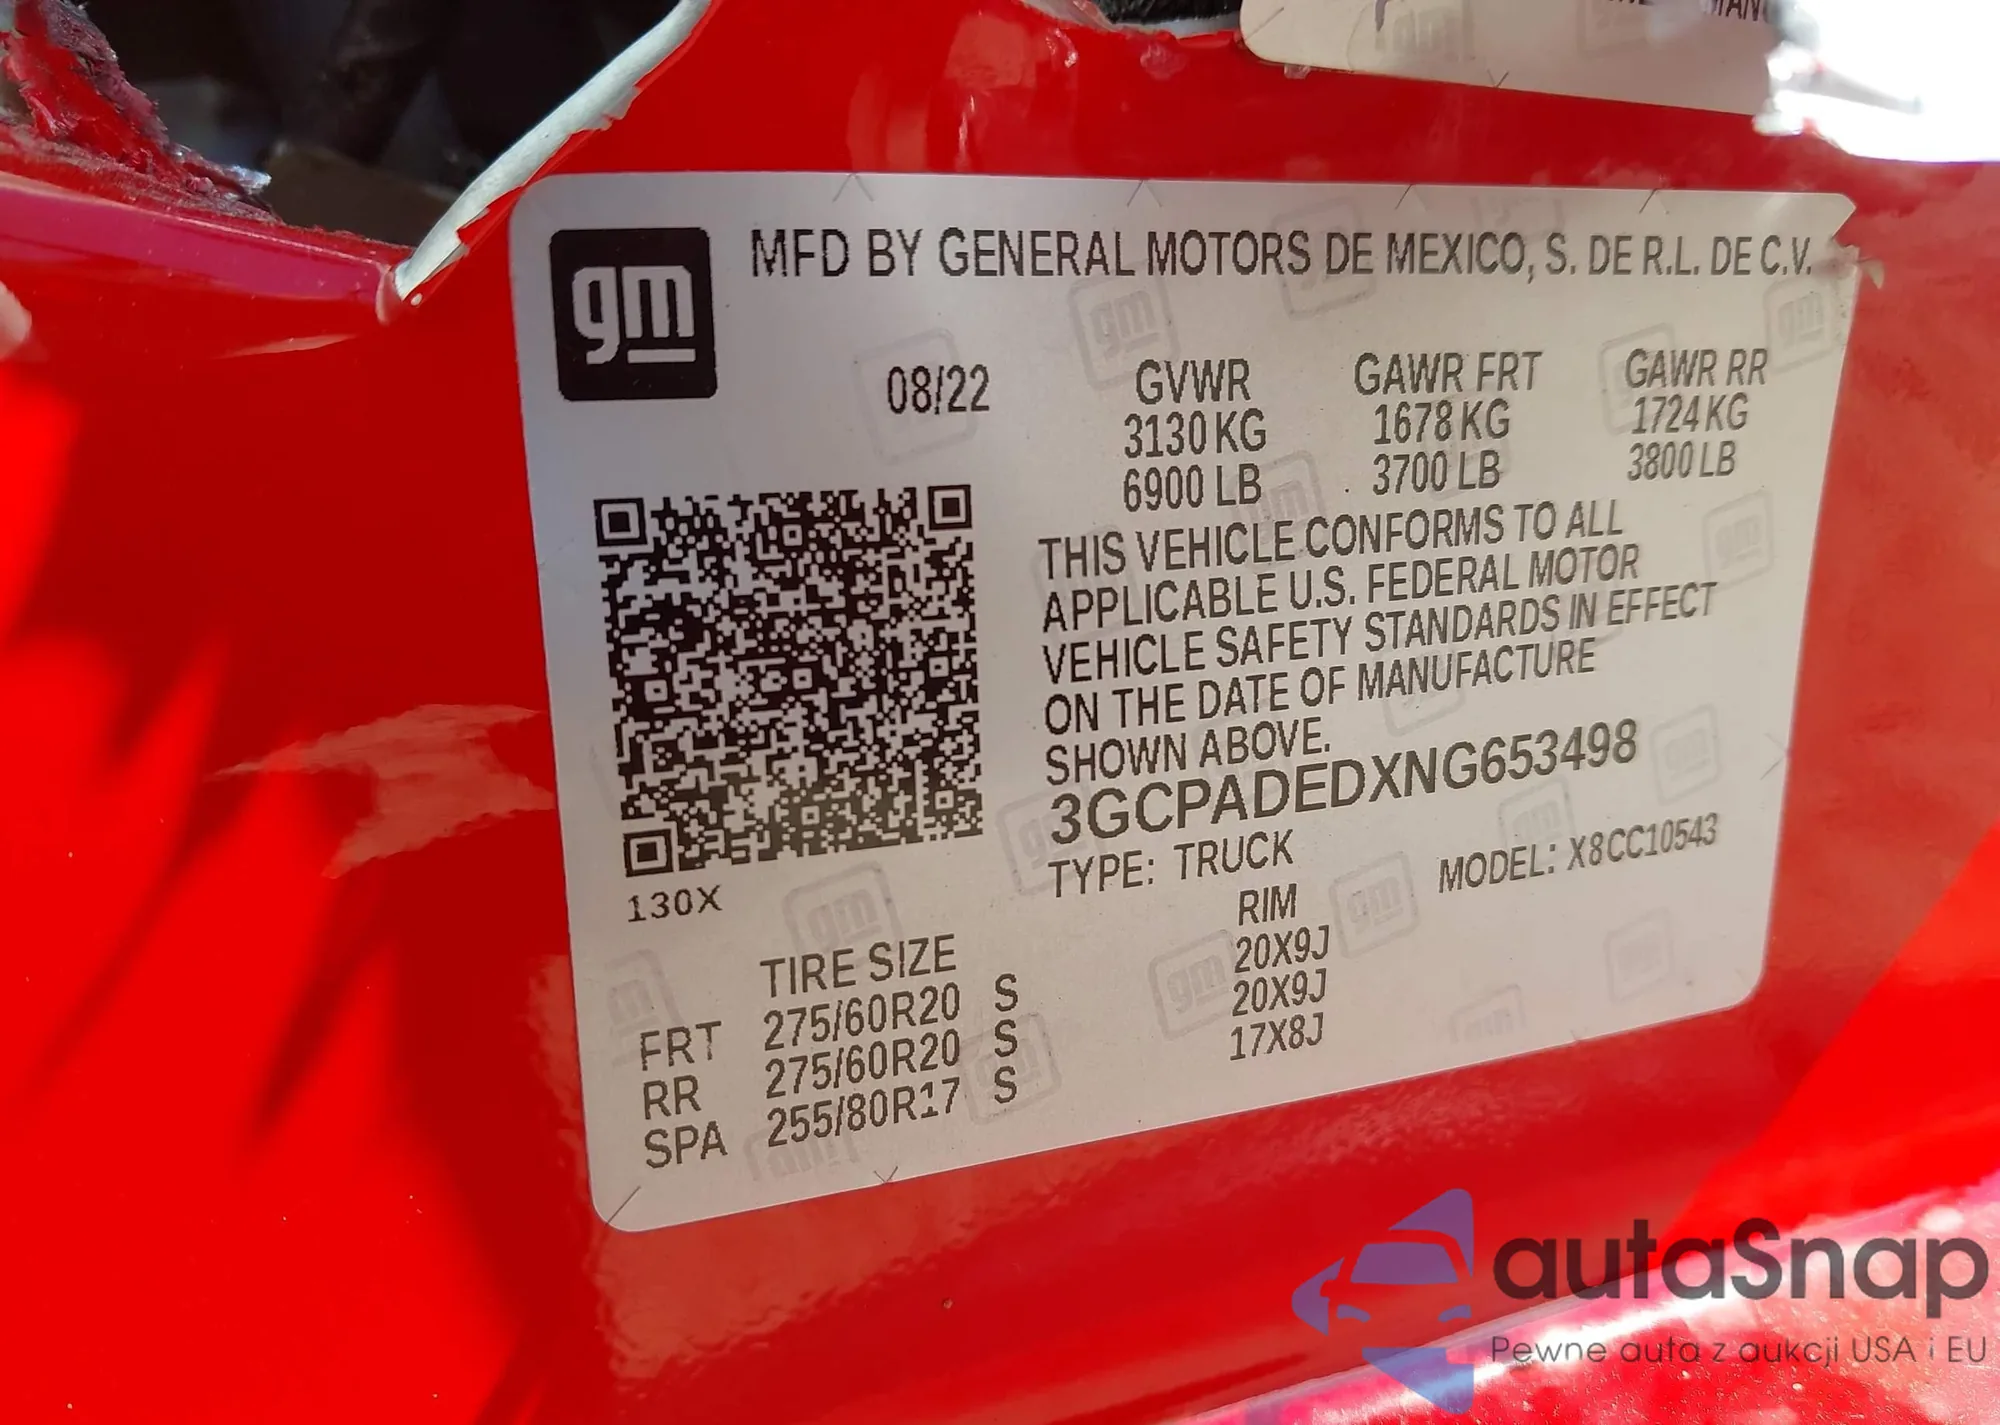 gm
MFD BY GENERAL MOTORS DE MEXICO, S. DE R.L. DE C.V.
08/22
GVWR GAWR FRT GAWR RR
3130 KG 1678 KG 1724 KG
6900 LB 3700 LB 3800 LB
THIS VEHICLE CONFORMS TO ALL
APPLICABLE U.S. FEDERAL MOTOR
VEHICLE SAFETY STANDARDS IN EFFECT
ON THE DATE OF MANUFACTURE
SHOWN ABOVE.
3GCPADEDXNG653498
TYPE: TRUCK MODEL: X8CC10543
130X
TIRE SIZE RIM
FRT 275/60R20 S 20X9J
RR 275/60R20 S 20X9J
SPA 255/80R17 S 17X8J
autaSnap
Pewne auta z aukcji USA i EU